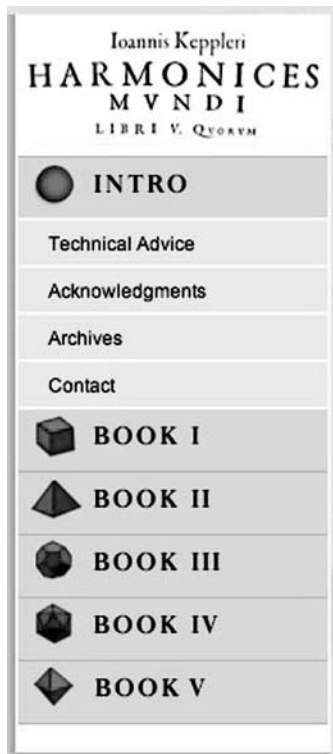 Ioannis Keppleri
HARMONICES
MVNDI
LIBRI V. QVORVM
INTRO
Technical Advice
Acknowledgments
Archives
Contact
BOOK I
BOOK II
BOOK III
BOOK IV
BOOK V